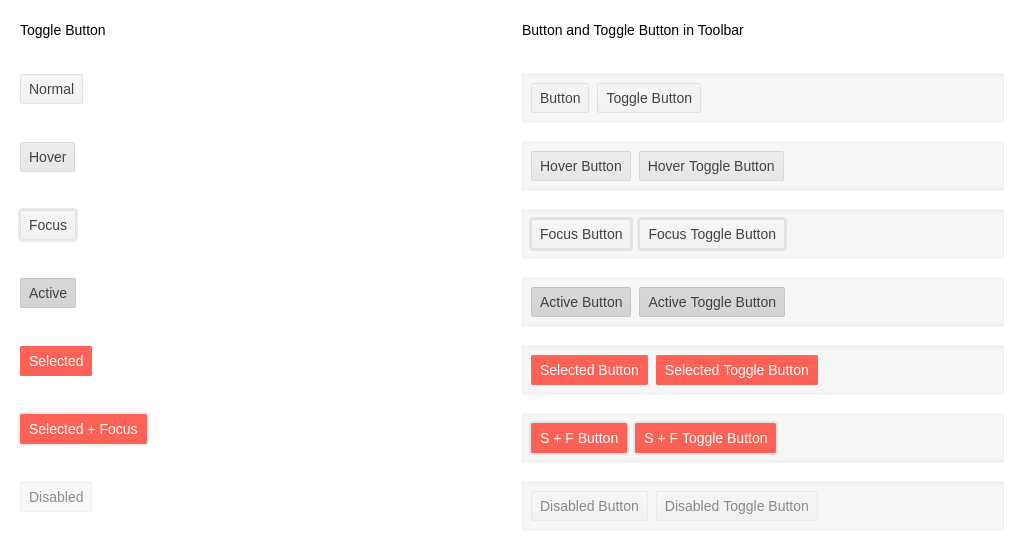 Toggle Button
Button and Toggle Button in Toolbar
Normal
Button Toggle Button
Hover
Hover Button Hover Toggle Button
Focus
Focus Button Focus Toggle Button
Active
Active Button Active Toggle Button
Selected
Selected Button Selected Toggle Button
Selected + Focus
S + F Button S + F Toggle Button
Disabled
Disabled Button Disabled Toggle Button